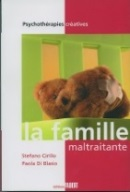 Psychothérapies créatives
Stefano Cirillo
Paola Di Blasio
la famille
maltraitante